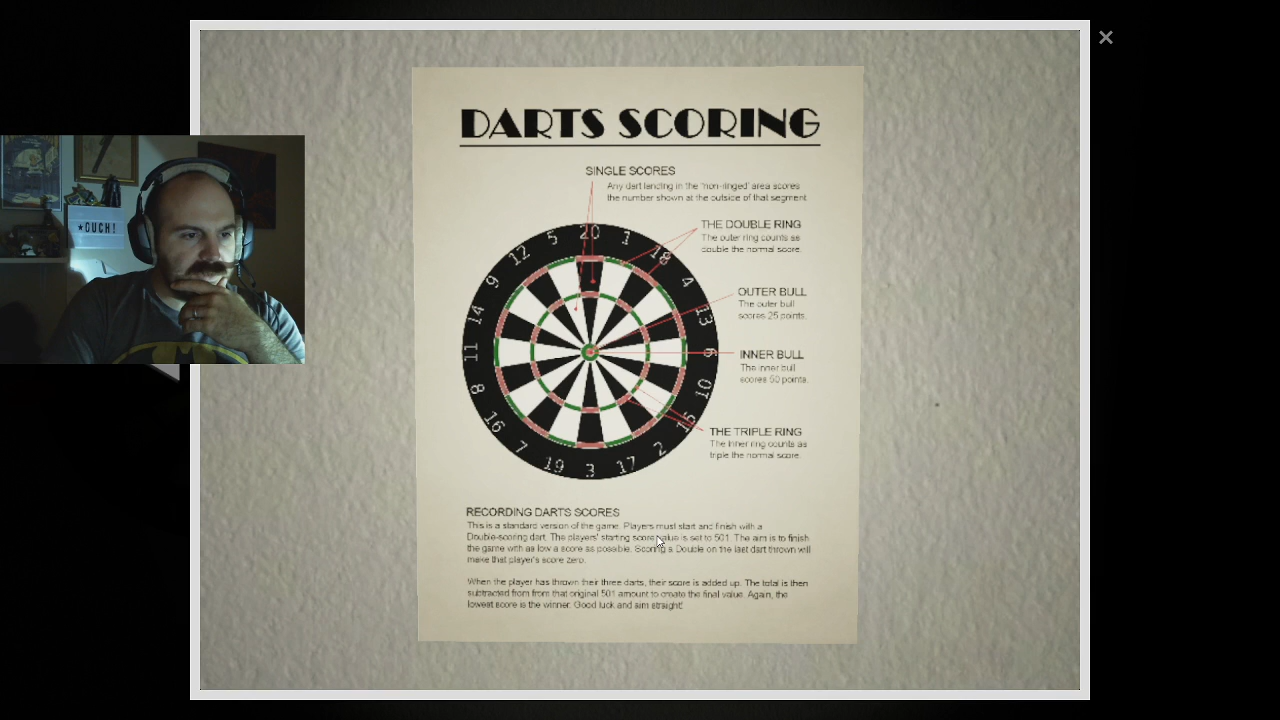 DARTS SCORING
SINGLE SCORES
Any dart landing in the 'non-ringed' area scores
the number shown at the outside of that segment
THE DOUBLE RING
The outer ring counts as
double the normal score.
OUTER BULL
The outer bull
scores 25 points.
INNER BULL
The inner bull
scores 50 points.
THE TRIPLE RING
The inner ring counts as
triple the normal score.
20
1
18
4
13
6
10
15
2
17
3
19
7
16
8
11
14
9
12
5
RECORDING DARTS SCORES
This is a standard version of the game. Players must start and finish with a
Double-scoring dart. The players' starting score value is set to 501. The aim is to finish
the game with as low a score as possible. Scoring a Double on the last dart thrown will
make that player's score zero.
When the player has thrown their three darts, their score is added up. The total is then
subtracted from from that original 501 amount to create the final value. Again, the
lowest score is the winner. Good luck and aim straight!
*OUCH!